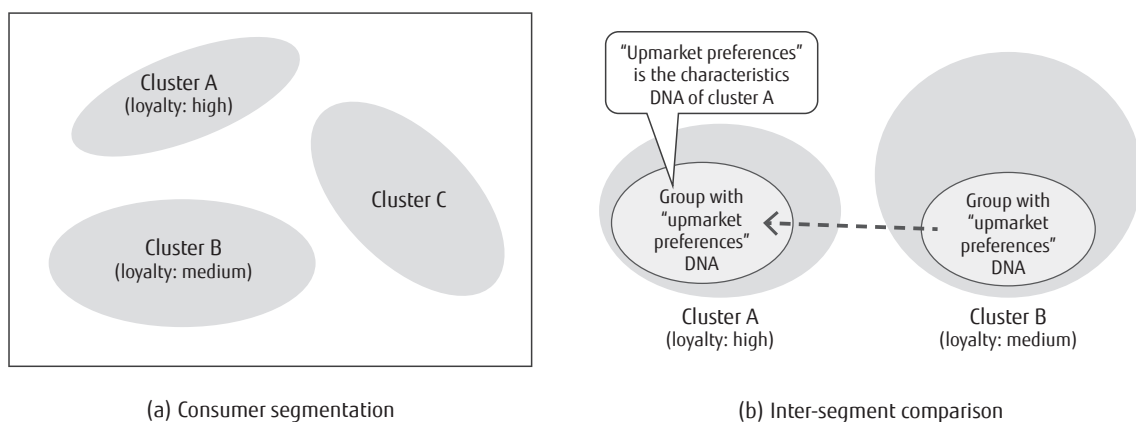 Cluster A
(loyalty: high)
Cluster B
(loyalty: medium)
Cluster C
(a) Consumer segmentation
“Upmarket preferences”
is the characteristics
DNA of cluster A
Group with
“upmarket
preferences”
DNA
Cluster A
(loyalty: high)
Group with
“upmarket
preferences”
DNA
Cluster B
(loyalty: medium)
(b) Inter-segment comparison